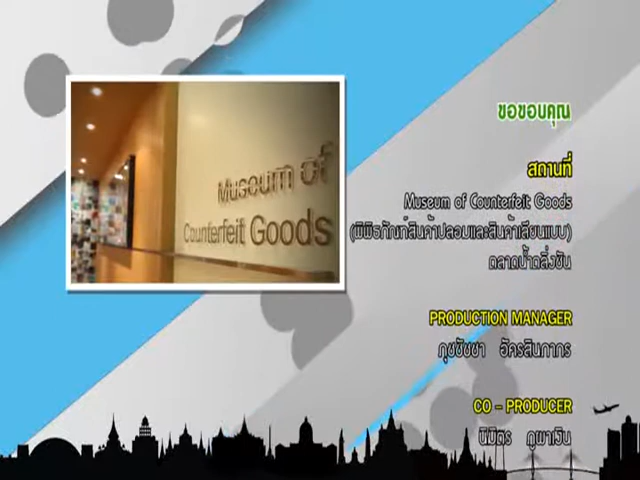 Museum of
Counterfeit Goods
ขอขอบคุณ
สถานที่
Museum of Counterfeit Goods
(พิพิธภัณฑ์สินค้าปลอมและสินค้าเลียนแบบ)
ตลาดน้ำตลิ่งชัน
PRODUCTION MANAGER
กุชชัชชา อัครสินภากร
CO – PRODUCER
นิมิตร ภูผาเงิน